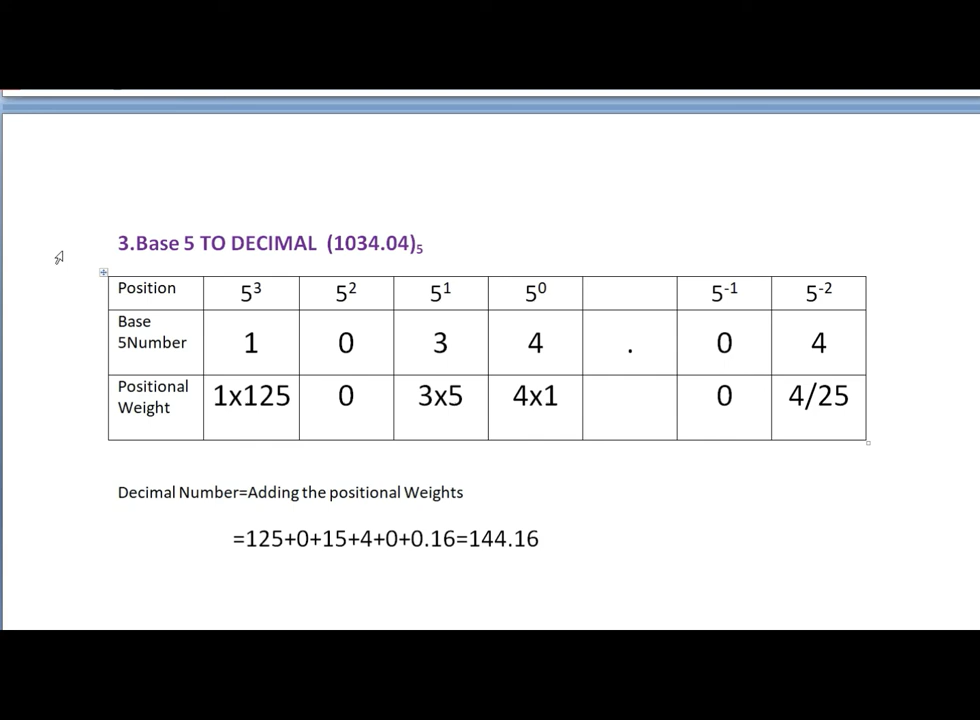 3.Base 5 TO DECIMAL (1034.04)₅
Position 5³ 5² 5¹ 5⁰ 5⁻¹ 5⁻²
Base
5Number 1 0 3 4 . 0 4
Positional
Weight 1x125 0 3x5 4x1 0 4/25
Decimal Number=Adding the positional Weights
=125+0+15+4+0+0.16=144.16